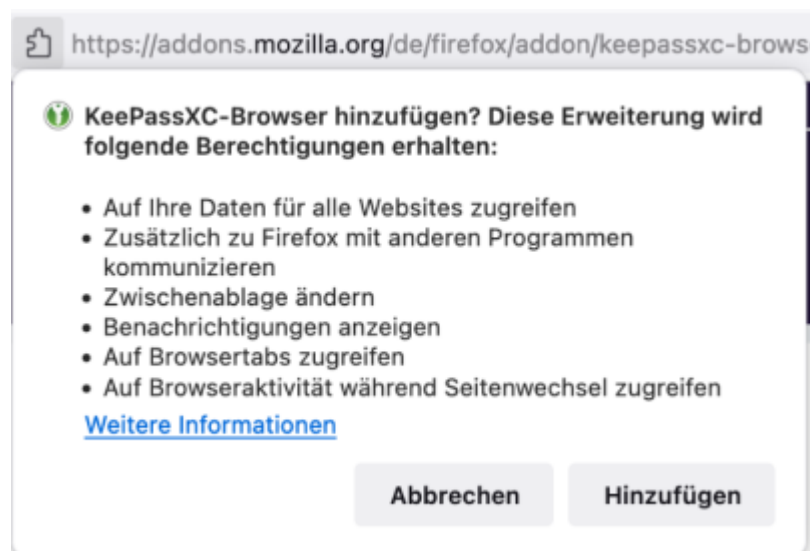 https://addons.mozilla.org/de/firefox/addon/keepassxc-brows
KeePassXC-Browser hinzufügen? Diese Erweiterung wird
folgende Berechtigungen erhalten:
• Auf Ihre Daten für alle Websites zugreifen
• Zusätzlich zu Firefox mit anderen Programmen
kommunizieren
• Zwischenablage ändern
• Benachrichtigungen anzeigen
• Auf Browsertabs zugreifen
• Auf Browseraktivität während Seitenwechsel zugreifen
Weitere Informationen
Abbrechen Hinzufügen